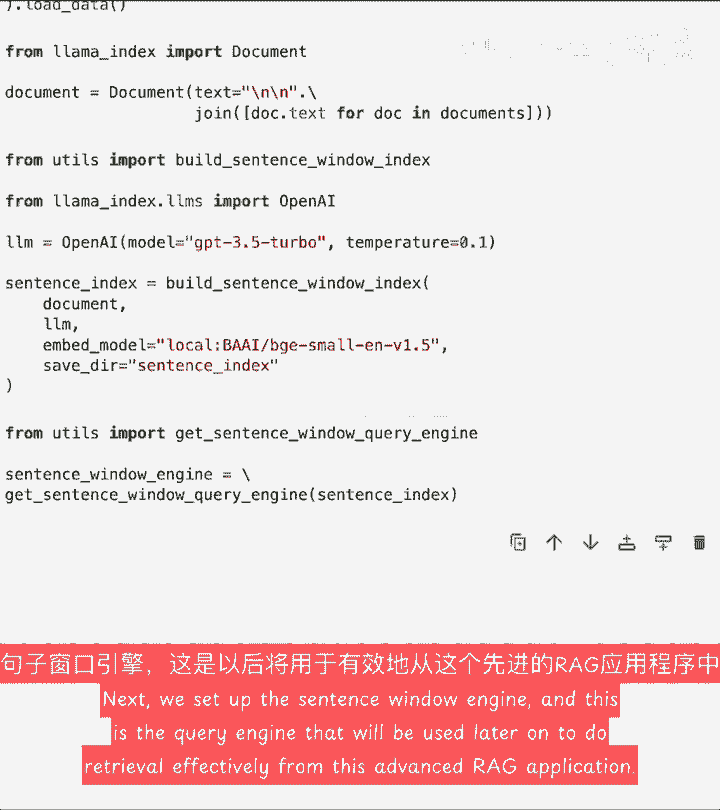 ).load_data()
from llama_index import Document
document = Document(text="\n\n".\
join([doc.text for doc in documents]))
from utils import build_sentence_window_index
from llama_index.llms import OpenAI
llm = OpenAI(model="gpt-3.5-turbo", temperature=0.1)
sentence_index = build_sentence_window_index(
document,
llm,
embed_model="local:BAAI/bge-small-en-v1.5",
save_dir="sentence_index"
)
from utils import get_sentence_window_query_engine
sentence_window_engine = \
get_sentence_window_query_engine(sentence_index)
句子窗口引擎，这是以后将用于有效地从这个先进的RAG应用程序中
Next, we set up the sentence window engine, and this
is the query engine that will be used later on to do
retrieval effectively from this advanced RAG application.